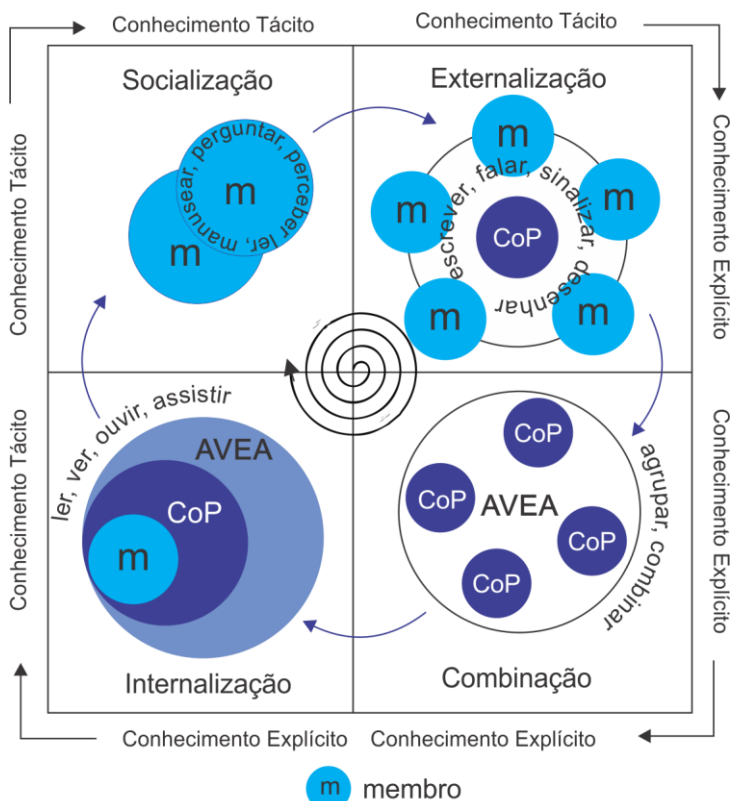 Conhecimento Tácito
Conhecimento Tácito
Conhecimento Tácito
Conhecimento Explícito
Socialização
m
manusear, perguntar, perceber ler,
m
Externalização
m
m
m
m
m
escrever, falar, sinalizar, desenhar
CoP
Conhecimento Tácito
Conhecimento Explícito
ler, ver, ouvir, assistir
AVEA
CoP
m
Internalização
CoP
CoP
AVEA
CoP
CoP
agrupar, combinar
Combinação
Conhecimento Explícito
Conhecimento Explícito
m
membro